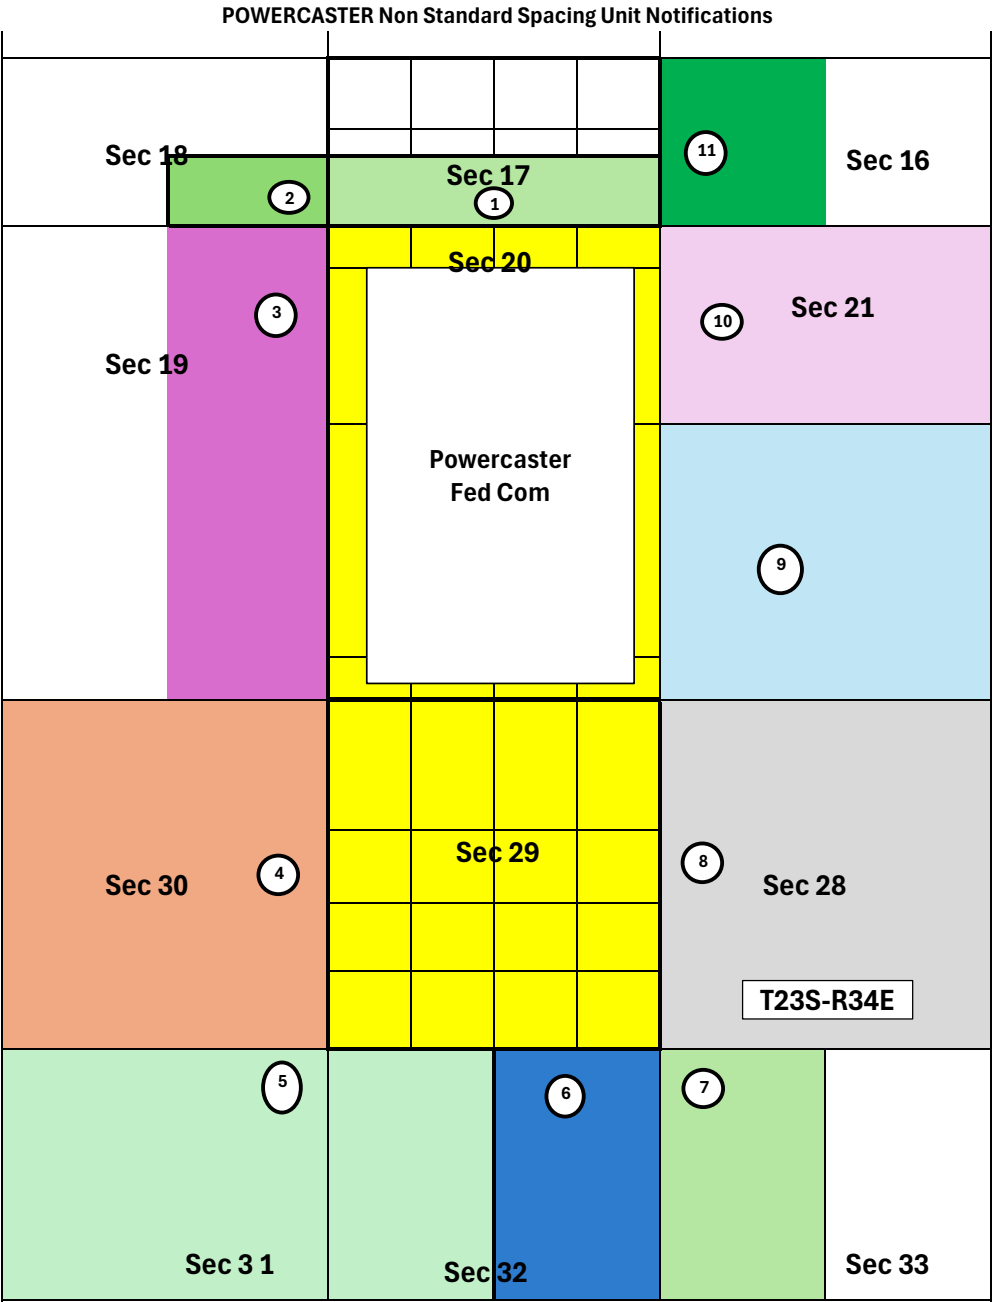 POWERCASTER Non Standard Spacing Unit Notifications
Sec 18
11
Sec 16
Sec 17
2
1
Sec 20
3
10
Sec 21
Sec 19
Powercaster
Fed Com
9
Sec 29
8
4
Sec 30
Sec 28
T23S-R34E
5
6
7
Sec 3 1
Sec 32
Sec 33